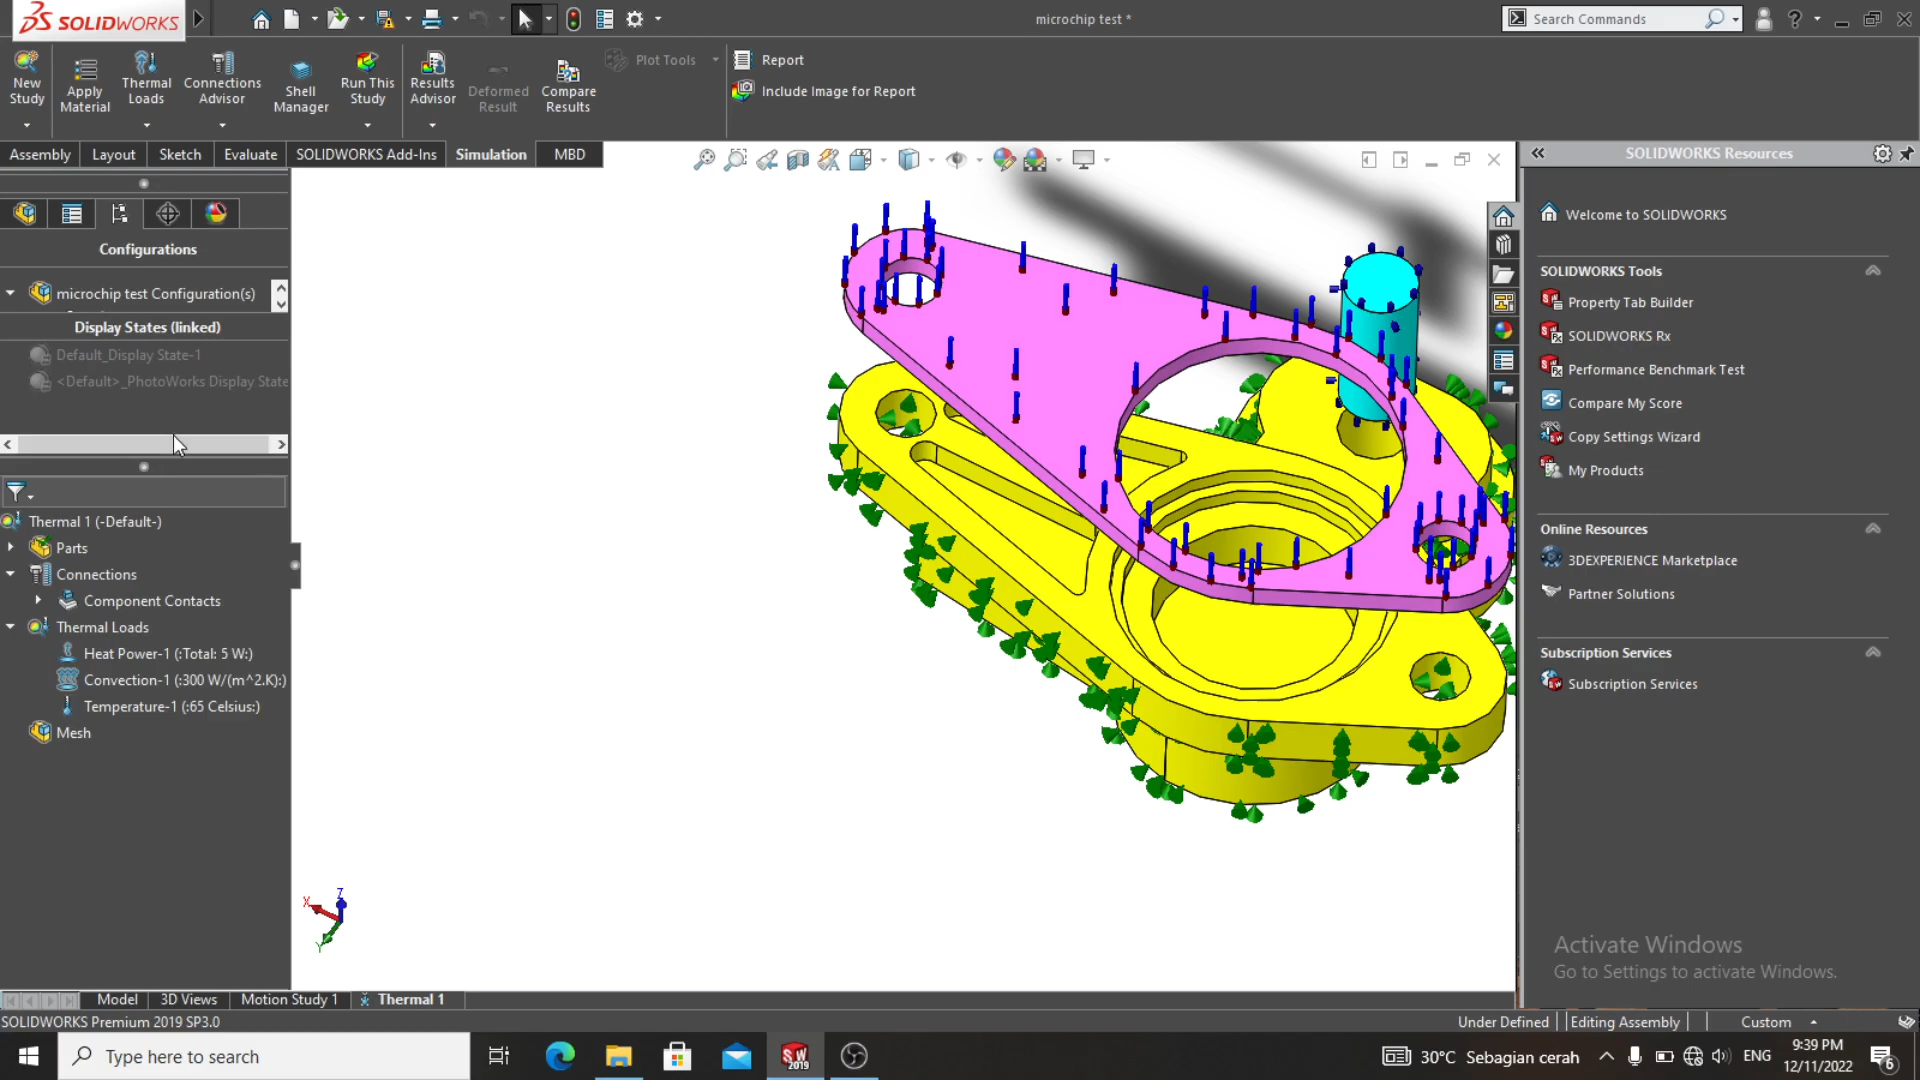 SOLIDWORKS
microchip test *
Search Commands
New Study
Apply Material
Thermal Loads
Connections Advisor
Shell Manager
Run This Study
Results Advisor
Deformed Result
Compare Results
Plot Tools
Report
Include Image for Report
Assembly
Layout
Sketch
Evaluate
SOLIDWORKS Add-Ins
Simulation
MBD
SOLIDWORKS Resources
Configurations
microchip test Configuration(s)
Display States (linked)
Default_Display State-1
<Default>_PhotoWorks Display State
Thermal 1 (-Default-)
Parts
Connections
Component Contacts
Thermal Loads
Heat Power-1 (:Total: 5 W:)
Convection-1 (:300 W/(m^2.K):)
Temperature-1 (:65 Celsius:)
Mesh
X
Y
Z
Welcome to SOLIDWORKS
SOLIDWORKS Tools
Property Tab Builder
SOLIDWORKS Rx
Performance Benchmark Test
Compare My Score
Copy Settings Wizard
My Products
Online Resources
3DEXPERIENCE Marketplace
Partner Solutions
Subscription Services
Subscription Services
Activate Windows
Go to Settings to activate Windows.
Model
3D Views
Motion Study 1
Thermal 1
SOLIDWORKS Premium 2019 SP3.0
Under Defined
Editing Assembly
Custom
Type here to search
SW 2019
30°C Sebagian cerah
ENG
9:39 PM
12/11/2022
6